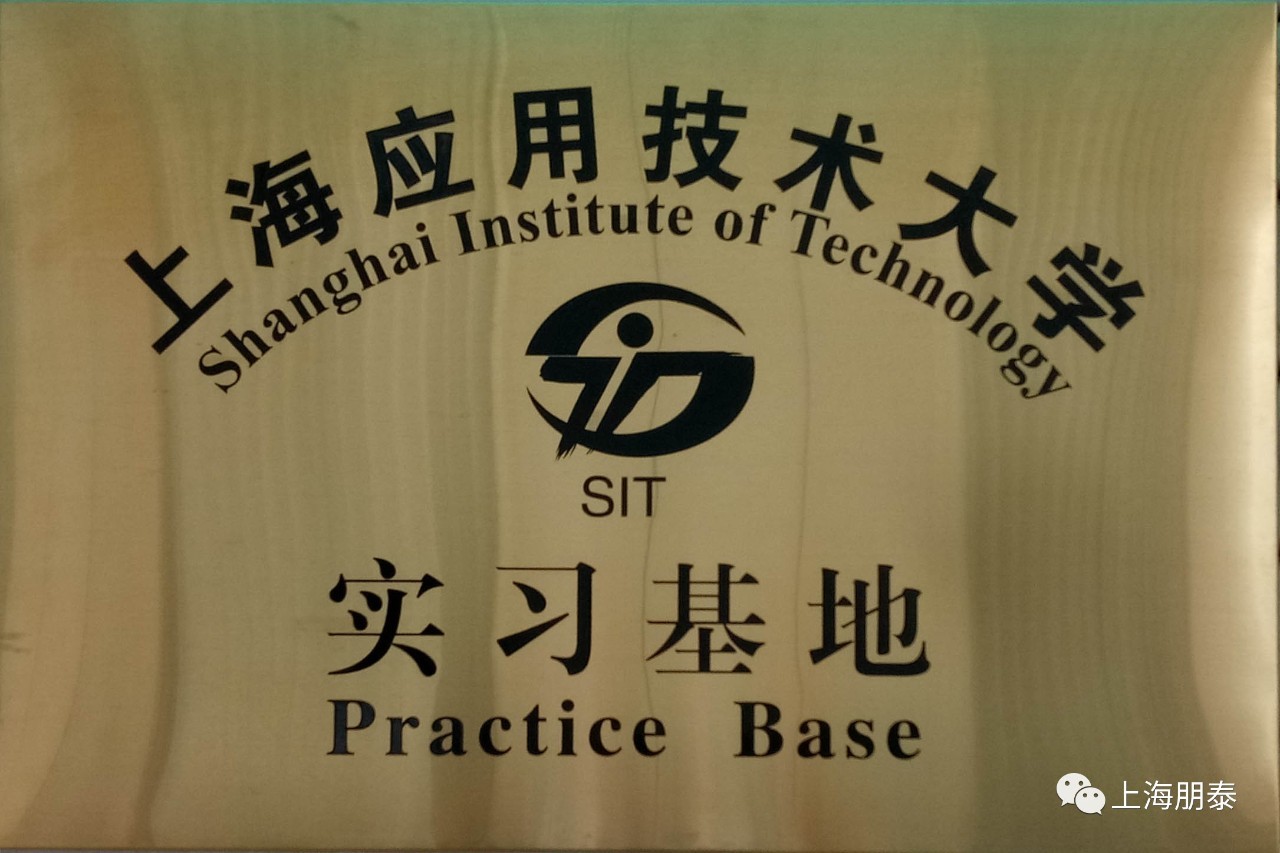 上海应用技术大学
Shanghai Institute of Technology
SIT
实习基地
Practice Base
上海朋泰